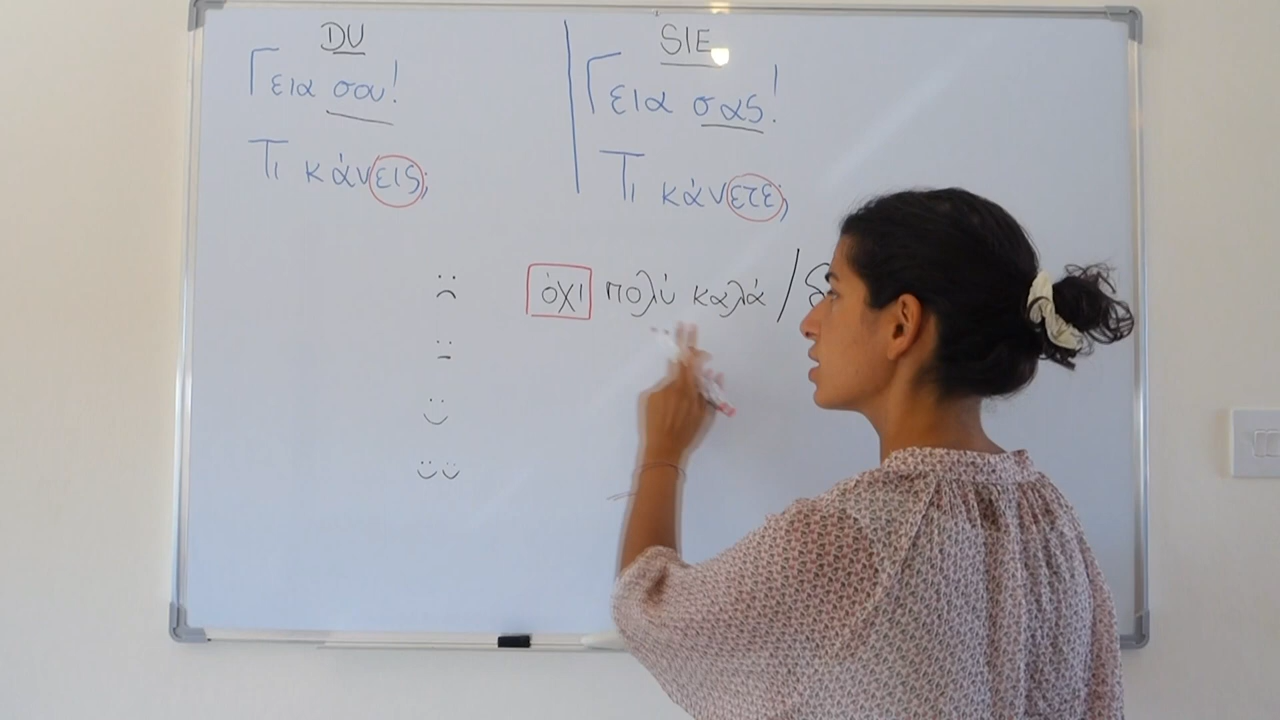 DU
Γεια σου!
Τι κάνεις;
SIE
Γεια σας!
Τι κάνετε;
όχι πολύ καλά /